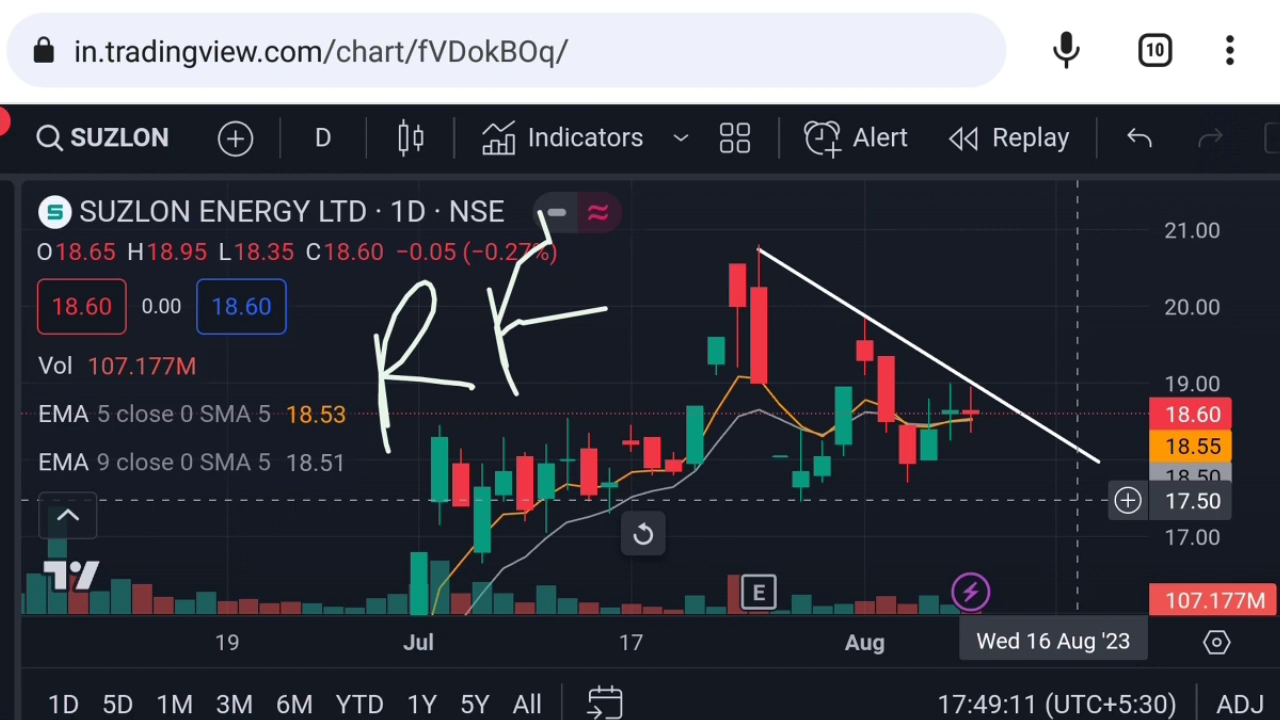 in.tradingview.com/chart/fVDokBOq/ 10
SUZLON D Indicators Alert Replay
SUZLON ENERGY LTD · 1D · NSE
O18.65 H18.95 L18.35 C18.60 −0.05 (−0.27%)
18.60 0.00 18.60
Vol 107.177M
EMA 5 close 0 SMA 5 18.53
EMA 9 close 0 SMA 5 18.51
RK
21.00
20.00
19.00
18.60
18.55
18.50
17.50
17.00
107.177M
E
19 Jul 17 Aug Wed 16 Aug '23
1D 5D 1M 3M 6M YTD 1Y 5Y All 17:49:11 (UTC+5:30) ADJ